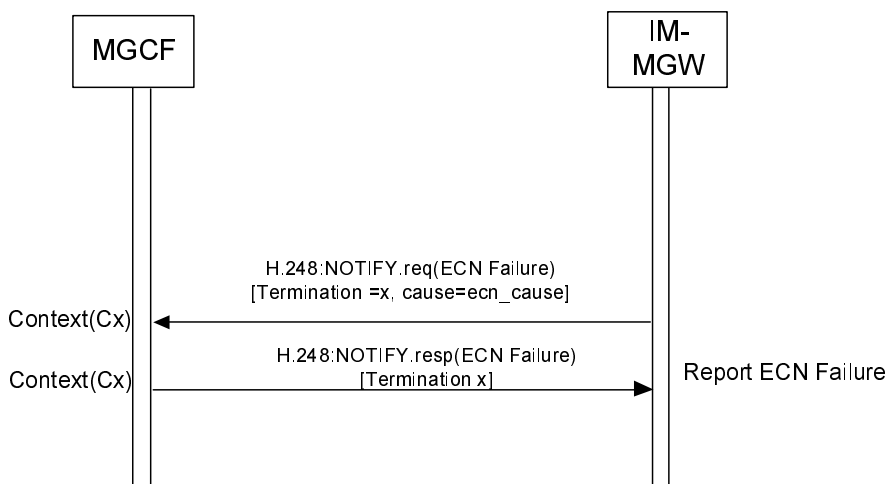 MGCF
IM-
MGW
H.248:NOTIFY.req(ECN Failure)
[Termination =x, cause=ecn_cause]
Context(Cx)
H.248:NOTIFY.resp(ECN Failure)
[Termination x]
Context(Cx)
Report ECN Failure